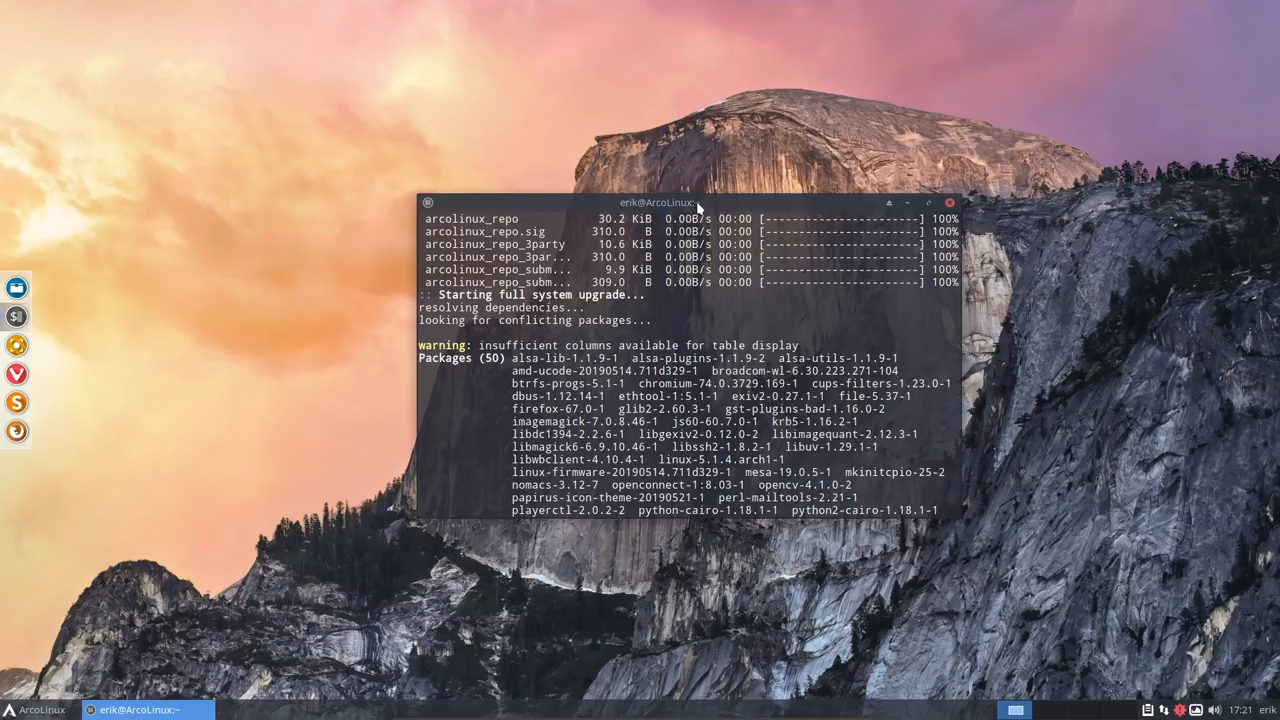 erik@ArcoLinux:~
arcolinux_repo 30.2 KiB 0.00B/s 00:00 [-----------------------] 100%
arcolinux_repo.sig 310.0 B 0.00B/s 00:00 [-----------------------] 100%
arcolinux_repo_3party 10.6 KiB 0.00B/s 00:00 [-----------------------] 100%
arcolinux_repo_3par... 310.0 B 0.00B/s 00:00 [-----------------------] 100%
arcolinux_repo_subm... 9.9 KiB 0.00B/s 00:00 [-----------------------] 100%
arcolinux_repo_subm... 309.0 B 0.00B/s 00:00 [-----------------------] 100%
:: Starting full system upgrade...
resolving dependencies...
looking for conflicting packages...
warning: insufficient columns available for table display
Packages (50) alsa-lib-1.1.9-1 alsa-plugins-1.1.9-2 alsa-utils-1.1.9-1
amd-ucode-20190514.711d329-1 broadcom-wl-6.30.223.271-104
btrfs-progs-5.1-1 chromium-74.0.3729.169-1 cups-filters-1.23.0-1
dbus-1.12.14-1 ethtool-1:5.1-1 exiv2-0.27.1-1 file-5.37-1
firefox-67.0-1 glib2-2.60.3-1 gst-plugins-bad-1.16.0-2
imagemagick-7.0.8.46-1 js60-60.7.0-1 krb5-1.16.2-1
libdc1394-2.2.6-1 libgexiv2-0.12.0-2 libimagequant-2.12.3-1
libmagick6-6.9.10.46-1 libssh2-1.8.2-1 libuv-1.29.1-1
libwbclient-4.10.4-1 linux-5.1.4.arch1-1
linux-firmware-20190514.711d329-1 mesa-19.0.5-1 mkinitcpio-25-2
nomacs-3.12-7 openconnect-1:8.03-1 opencv-4.1.0-2
papirus-icon-theme-20190521-1 perl-mailtools-2.21-1
playerctl-2.0.2-2 python-cairo-1.18.1-1 python2-cairo-1.18.1-1
ArcoLinux erik@ArcoLinux:~ 17:21 erik